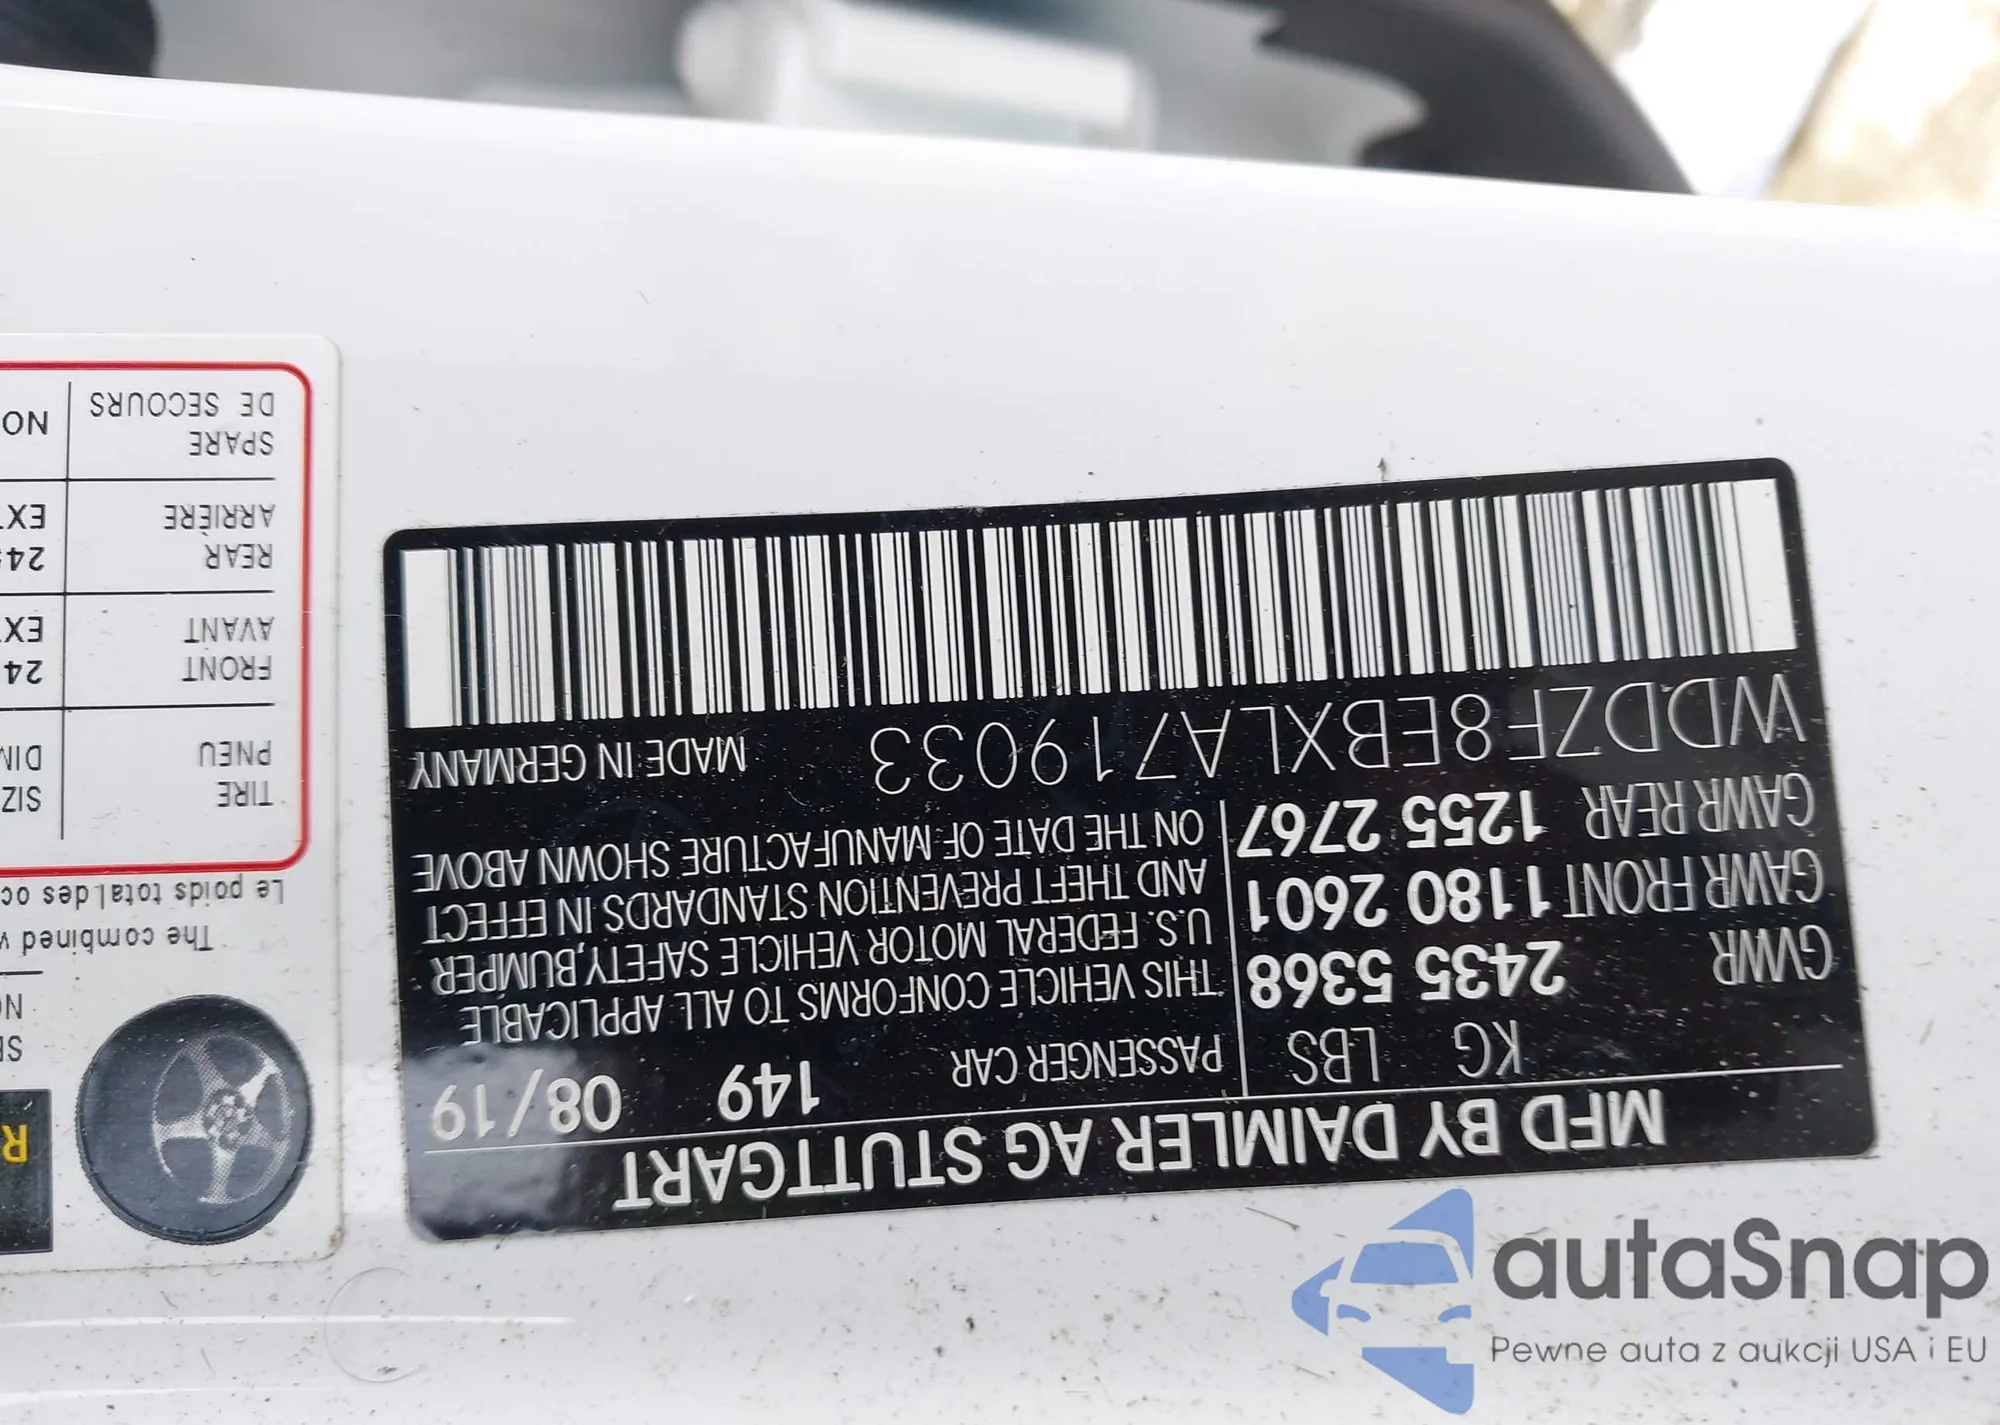 MFD BY DAIMLER AG STUTTGART
KG LBS
GVWR 2435 5368
GAWR FRONT 1180 2601
GAWR REAR 1255 2767
PASSENGER CAR 149 08/19
THIS VEHICLE CONFORMS TO ALL APPLICABLE
U.S. FEDERAL MOTOR VEHICLE SAFETY,BUMPER
AND THEFT PREVENTION STANDARDS IN EFFECT
ON THE DATE OF MANUFACTURE SHOWN ABOVE
WDDZF8EBXLA719033 MADE IN GERMANY
The combined
Le poids total des
TIRE
PNEU
FRONT
AVANT
REAR
ARRIÈRE
SPARE
DE SECOURS
autaSnap
Pewne auta z aukcji USA i EU